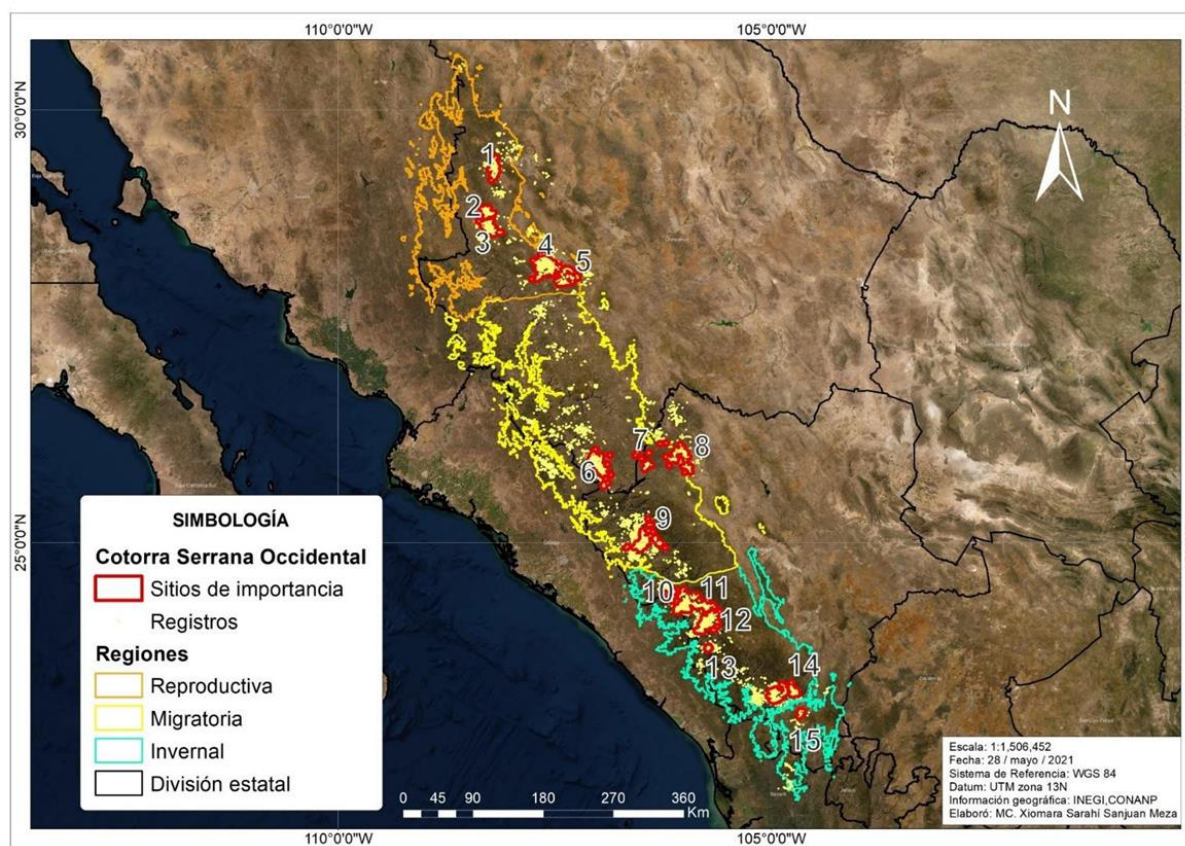 110°0'0"W
105°0'0"W
30°0'0"N
25°0'0"N
N
1
2
3
4
5
6
7
8
9
10
11
12
13
14
15
SIMBOLOGÍA
Cotorra Serrana Occidental
Sitios de importancia
Registros
Regiones
Reproductiva
Migratoria
Invernal
División estatal
0 45 90 180 270 360
Km
Escala: 1:1,506,452
Fecha: 28 / mayo / 2021
Sistema de Referencia: WGS 84
Datum: UTM zona 13N
Información geográfica: INEGI,CONANP
Elaboró: MC. Xiomara Sarahí Sanjuan Meza
110°0'0"W
105°0'0"W